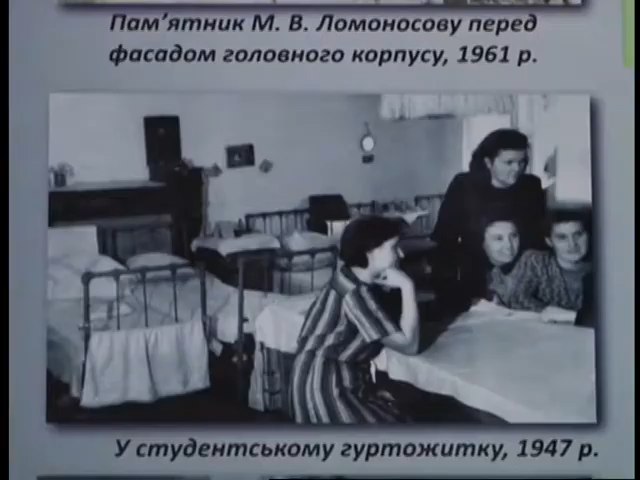 Пам’ятник М. В. Ломоносову перед
фасадом головного корпусу, 1961 р.
У студентському гуртожитку, 1947 р.